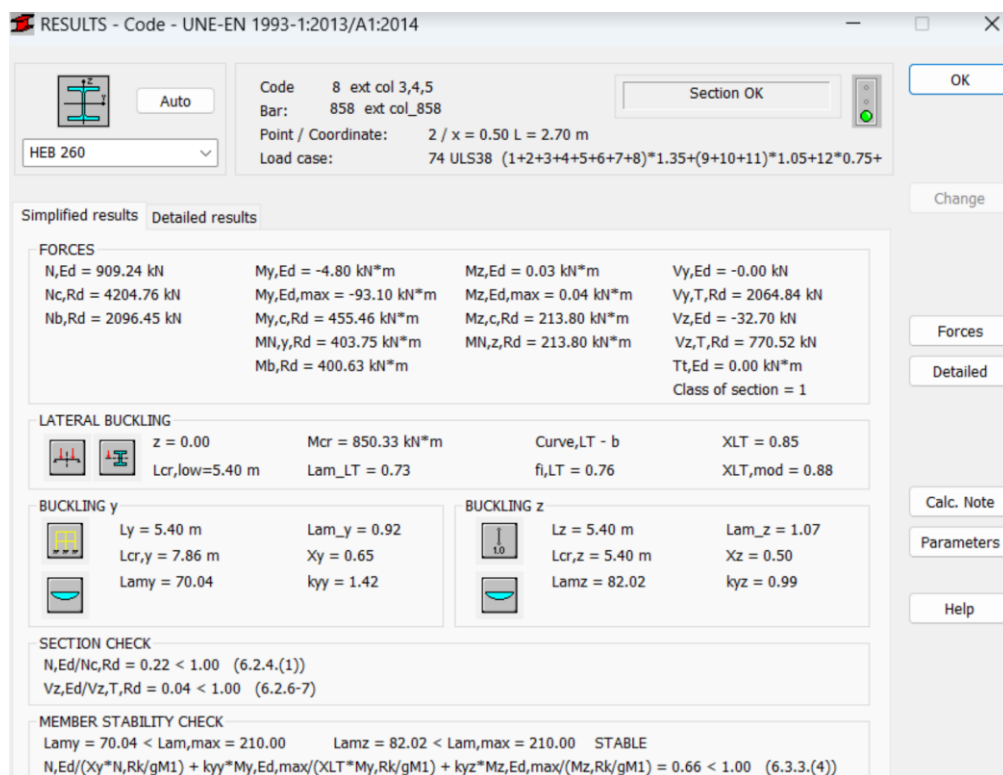 RESULTS - Code - UNE-EN 1993-1:2013/A1:2014
Auto
HEB 260
Code 8 ext col 3,4,5
Bar: 858 ext col_858
Point / Coordinate: 2 / x = 0.50 L = 2.70 m
Load case: 74 ULS38 (1+2+3+4+5+6+7+8)*1.35+(9+10+11)*1.05+12*0.75+
Section OK
OK
Change
Simplified results Detailed results
FORCES
N,Ed = 909.24 kN My,Ed = -4.80 kN*m Mz,Ed = 0.03 kN*m Vy,Ed = -0.00 kN
Nc,Rd = 4204.76 kN My,Ed,max = -93.10 kN*m Mz,Ed,max = 0.04 kN*m Vy,T,Rd = 2064.84 kN
Nb,Rd = 2096.45 kN My,c,Rd = 455.46 kN*m Mz,c,Rd = 213.80 kN*m Vz,Ed = -32.70 kN
MN,y,Rd = 403.75 kN*m MN,z,Rd = 213.80 kN*m Vz,T,Rd = 770.52 kN
Mb,Rd = 400.63 kN*m Tt,Ed = 0.00 kN*m
Class of section = 1
Forces
Detailed
LATERAL BUCKLING
z = 0.00 Mcr = 850.33 kN*m Curve,LT - b XLT = 0.85
Lcr,low=5.40 m Lam_LT = 0.73 fi,LT = 0.76 XLT,mod = 0.88
BUCKLING y
Ly = 5.40 m Lam_y = 0.92
Lcr,y = 7.86 m Xy = 0.65
Lamy = 70.04 kyy = 1.42
BUCKLING z
1.0
Lz = 5.40 m Lam_z = 1.07
Lcr,z = 5.40 m Xz = 0.50
Lamz = 82.02 kyz = 0.99
Calc. Note
Parameters
Help
SECTION CHECK
N,Ed/Nc,Rd = 0.22 < 1.00 (6.2.4.(1))
Vz,Ed/Vz,T,Rd = 0.04 < 1.00 (6.2.6-7)
MEMBER STABILITY CHECK
Lamy = 70.04 < Lam,max = 210.00 Lamz = 82.02 < Lam,max = 210.00 STABLE
N,Ed/(Xy*N,Rk/gM1) + kyy*My,Ed,max/(XLT*My,Rk/gM1) + kyz*Mz,Ed,max/(Mz,Rk/gM1) = 0.66 < 1.00 (6.3.3.(4))